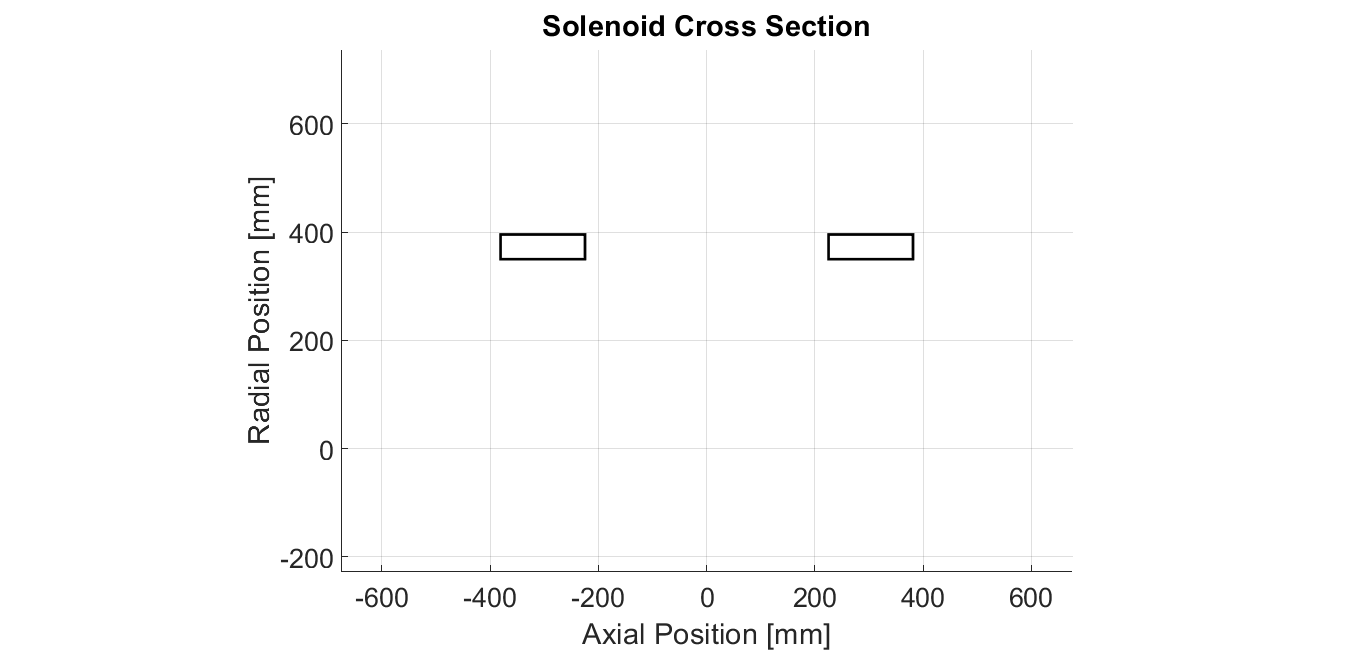 Solenoid Cross Section
600
400
200
0
-200
Radial Position [mm]
-600 -400 -200 0 200 400 600
Axial Position [mm]